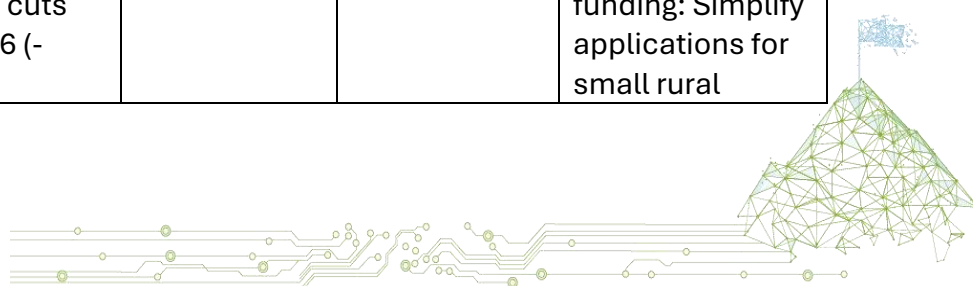 cuts
6 (-
funding: Simplify
applications for
small rural